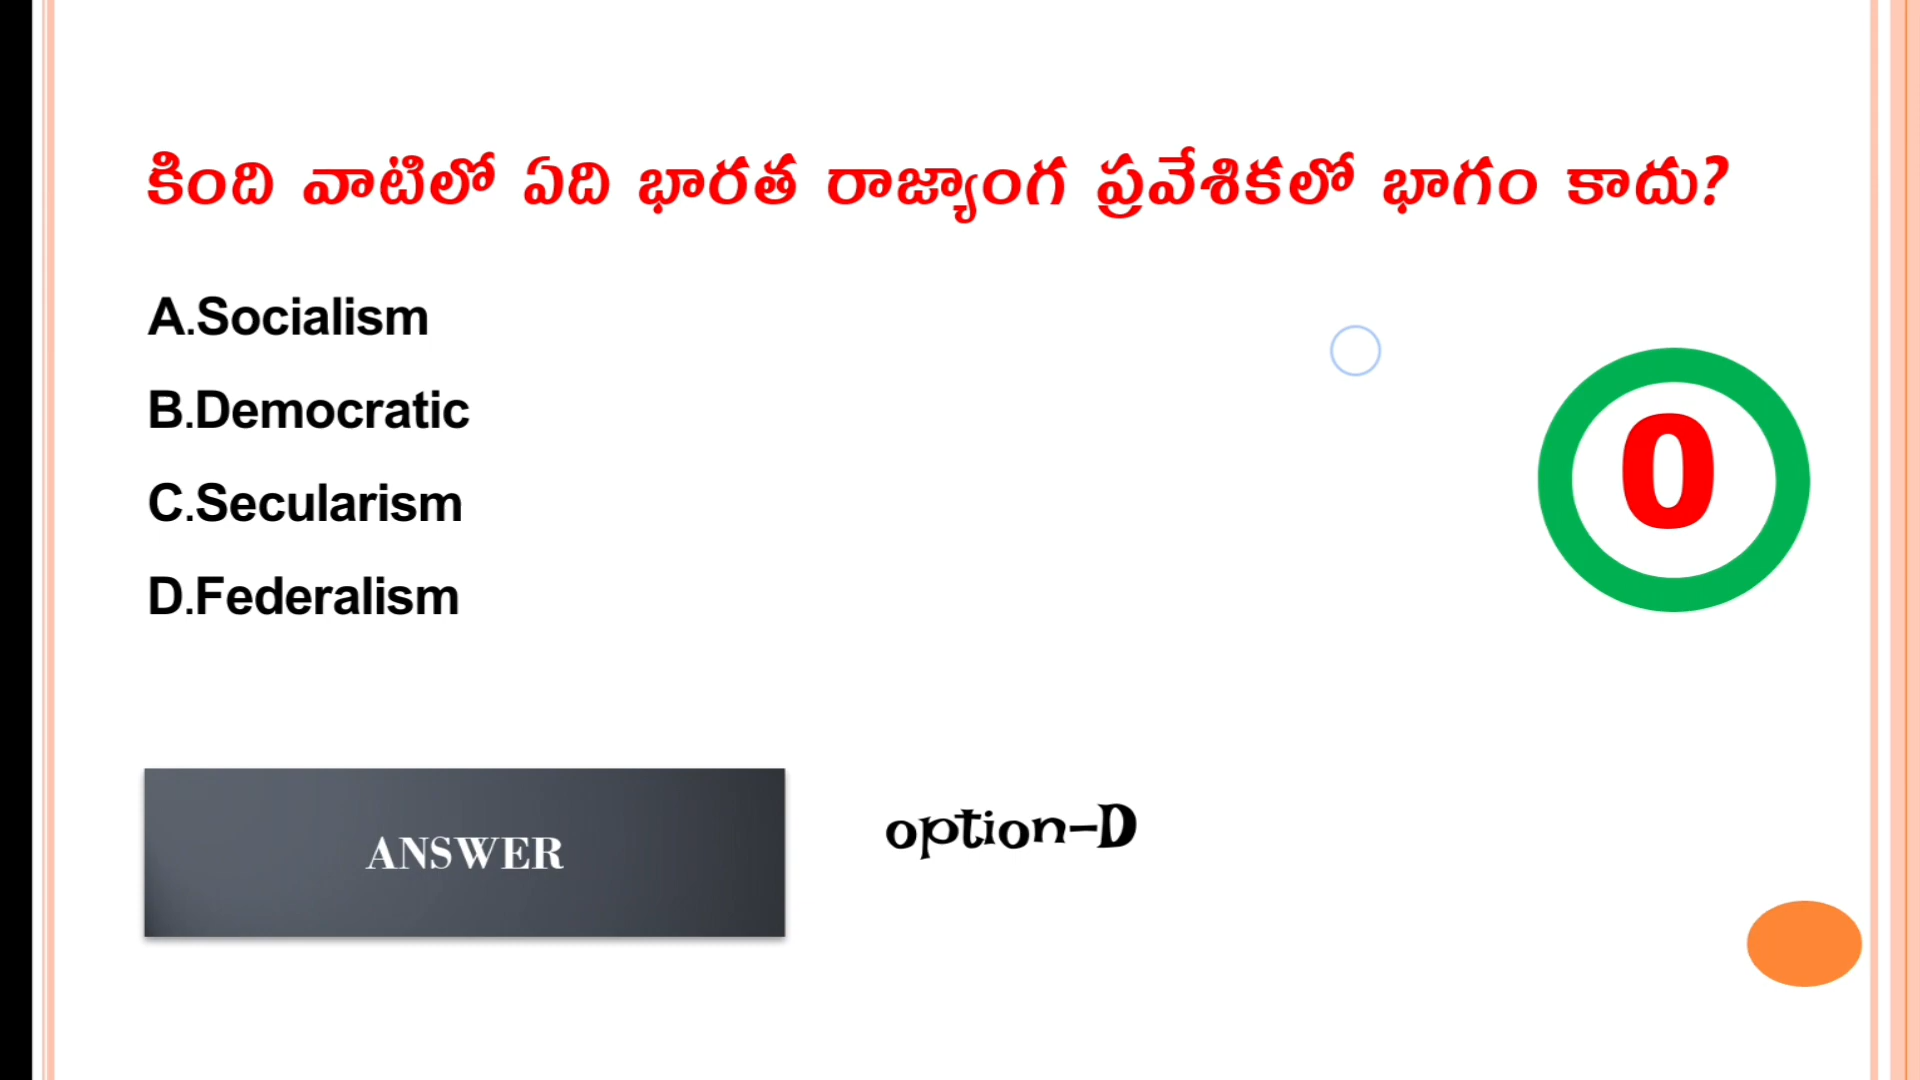 కింది వాటిలో ఏది భారత రాజ్యాంగ ప్రవేశికలో భాగం కాదు?
A.Socialism
B.Democratic
C.Secularism
D.Federalism
0
ANSWER
option-D